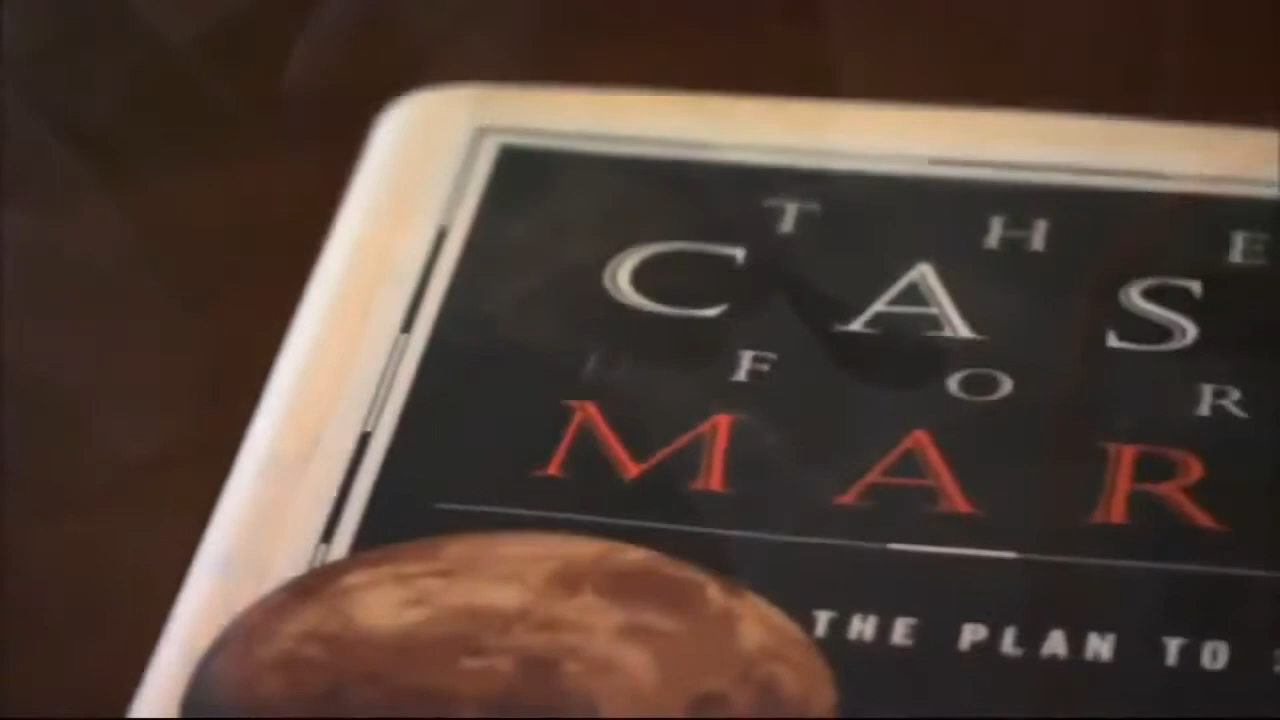 THE
CAS
FOR
MAR
THE PLAN TO